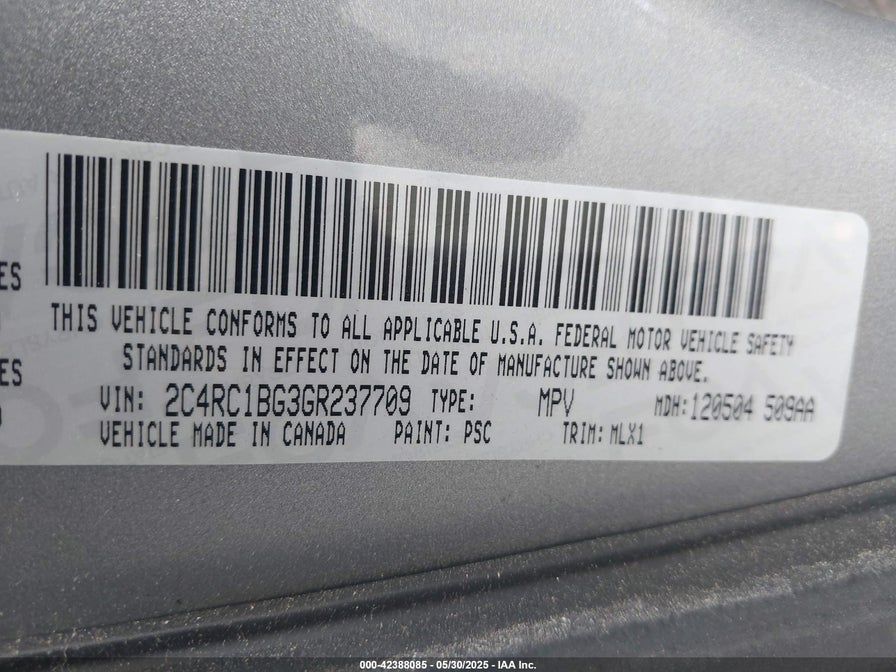 THIS VEHICLE CONFORMS TO ALL APPLICABLE U.S.A. FEDERAL MOTOR VEHICLE SAFETY
ES
STANDARDS IN EFFECT ON THE DATE OF MANUFACTURE SHOWN ABOVE.
ES
VIN: 2C4RC1BG3GR237709 TYPE: MPV MDH:120504 509AA
VEHICLE MADE IN CANADA PAINT: PSC TRIM: MLX1
000-42388085 - 05/30/2025 - IAA Inc.